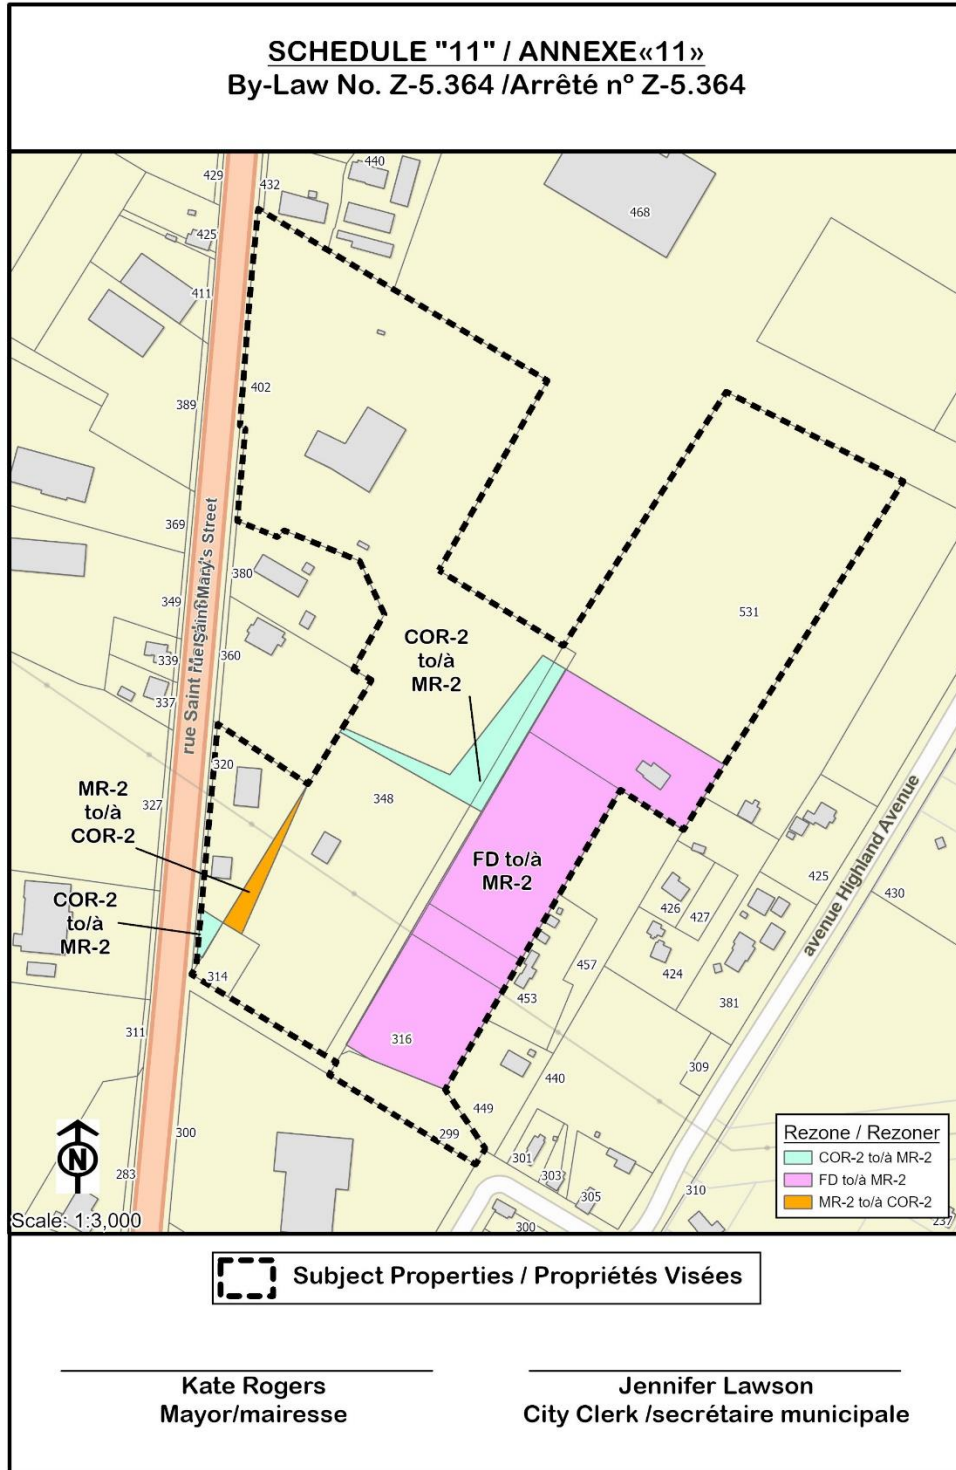 SCHEDULE "11" / ANNEXE«11»
By-Law No. Z-5.364 /Arrêté nº Z-5.364
429
432
440
468
425
411
402
389
369
380
531
349
COR-2
to/à
MR-2
339
360
337
rue Saint
Saint Mary's Street
320
MR-2
to/à
COR-2
327
348
FD to/à
MR-2
COR-2
to/à
MR-2
314
426
427
425
430
avenue Highland Avenue
424
457
453
381
311
316
309
440
449
299
300
301
303
305
310
300
283
237
N
Scale: 1:3,000
Rezone / Rezoner
COR-2 to/à MR-2
FD to/à MR-2
MR-2 to/à COR-2
Subject Properties / Propriétés Visées
Kate Rogers
Mayor/mairesse
Jennifer Lawson
City Clerk /secrétaire municipale